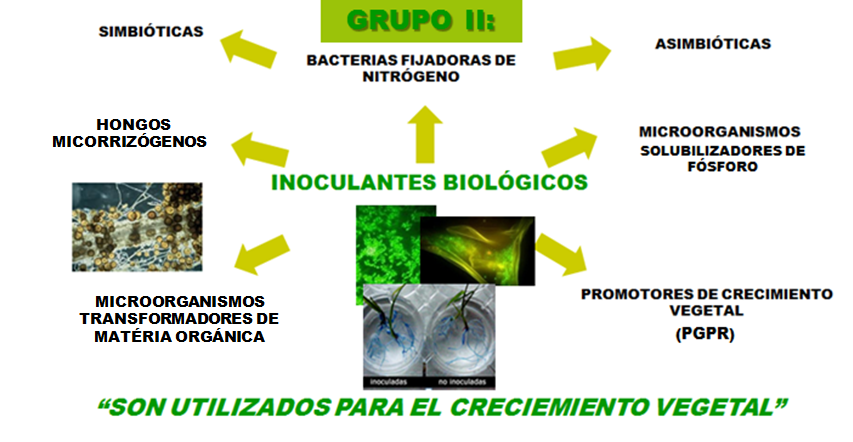 GRUPO II:
SIMBIÓTICAS
BACTERIAS FIJADORAS DE
NITRÓGENO
ASIMBIÓTICAS
HONGOS
MICORRIZÓGENOS
MICROORGANISMOS
SOLUBILIZADORES DE
FÓSFORO
INOCULANTES BIOLÓGICOS
MICROORGANISMOS
TRANSFORMADORES DE
MATÉRIA ORGÁNICA
PROMOTORES DE CRECIMIENTO
VEGETAL
(PGPR)
inoculadas
no inoculadas
“SON UTILIZADOS PARA EL CRECIEMIENTO VEGETAL”